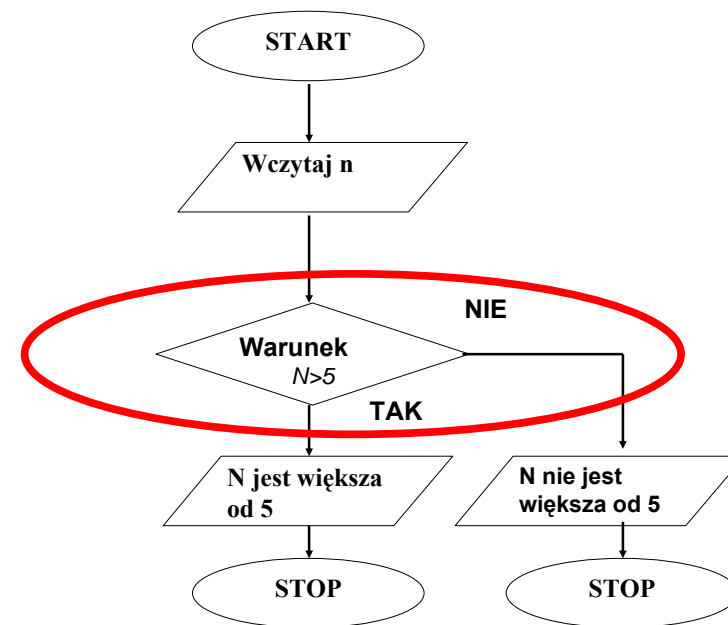 START
Wczytaj n
NIE
Warunek
N>5
TAK
N jest większa
od 5
N nie jest
większa od 5
STOP
STOP